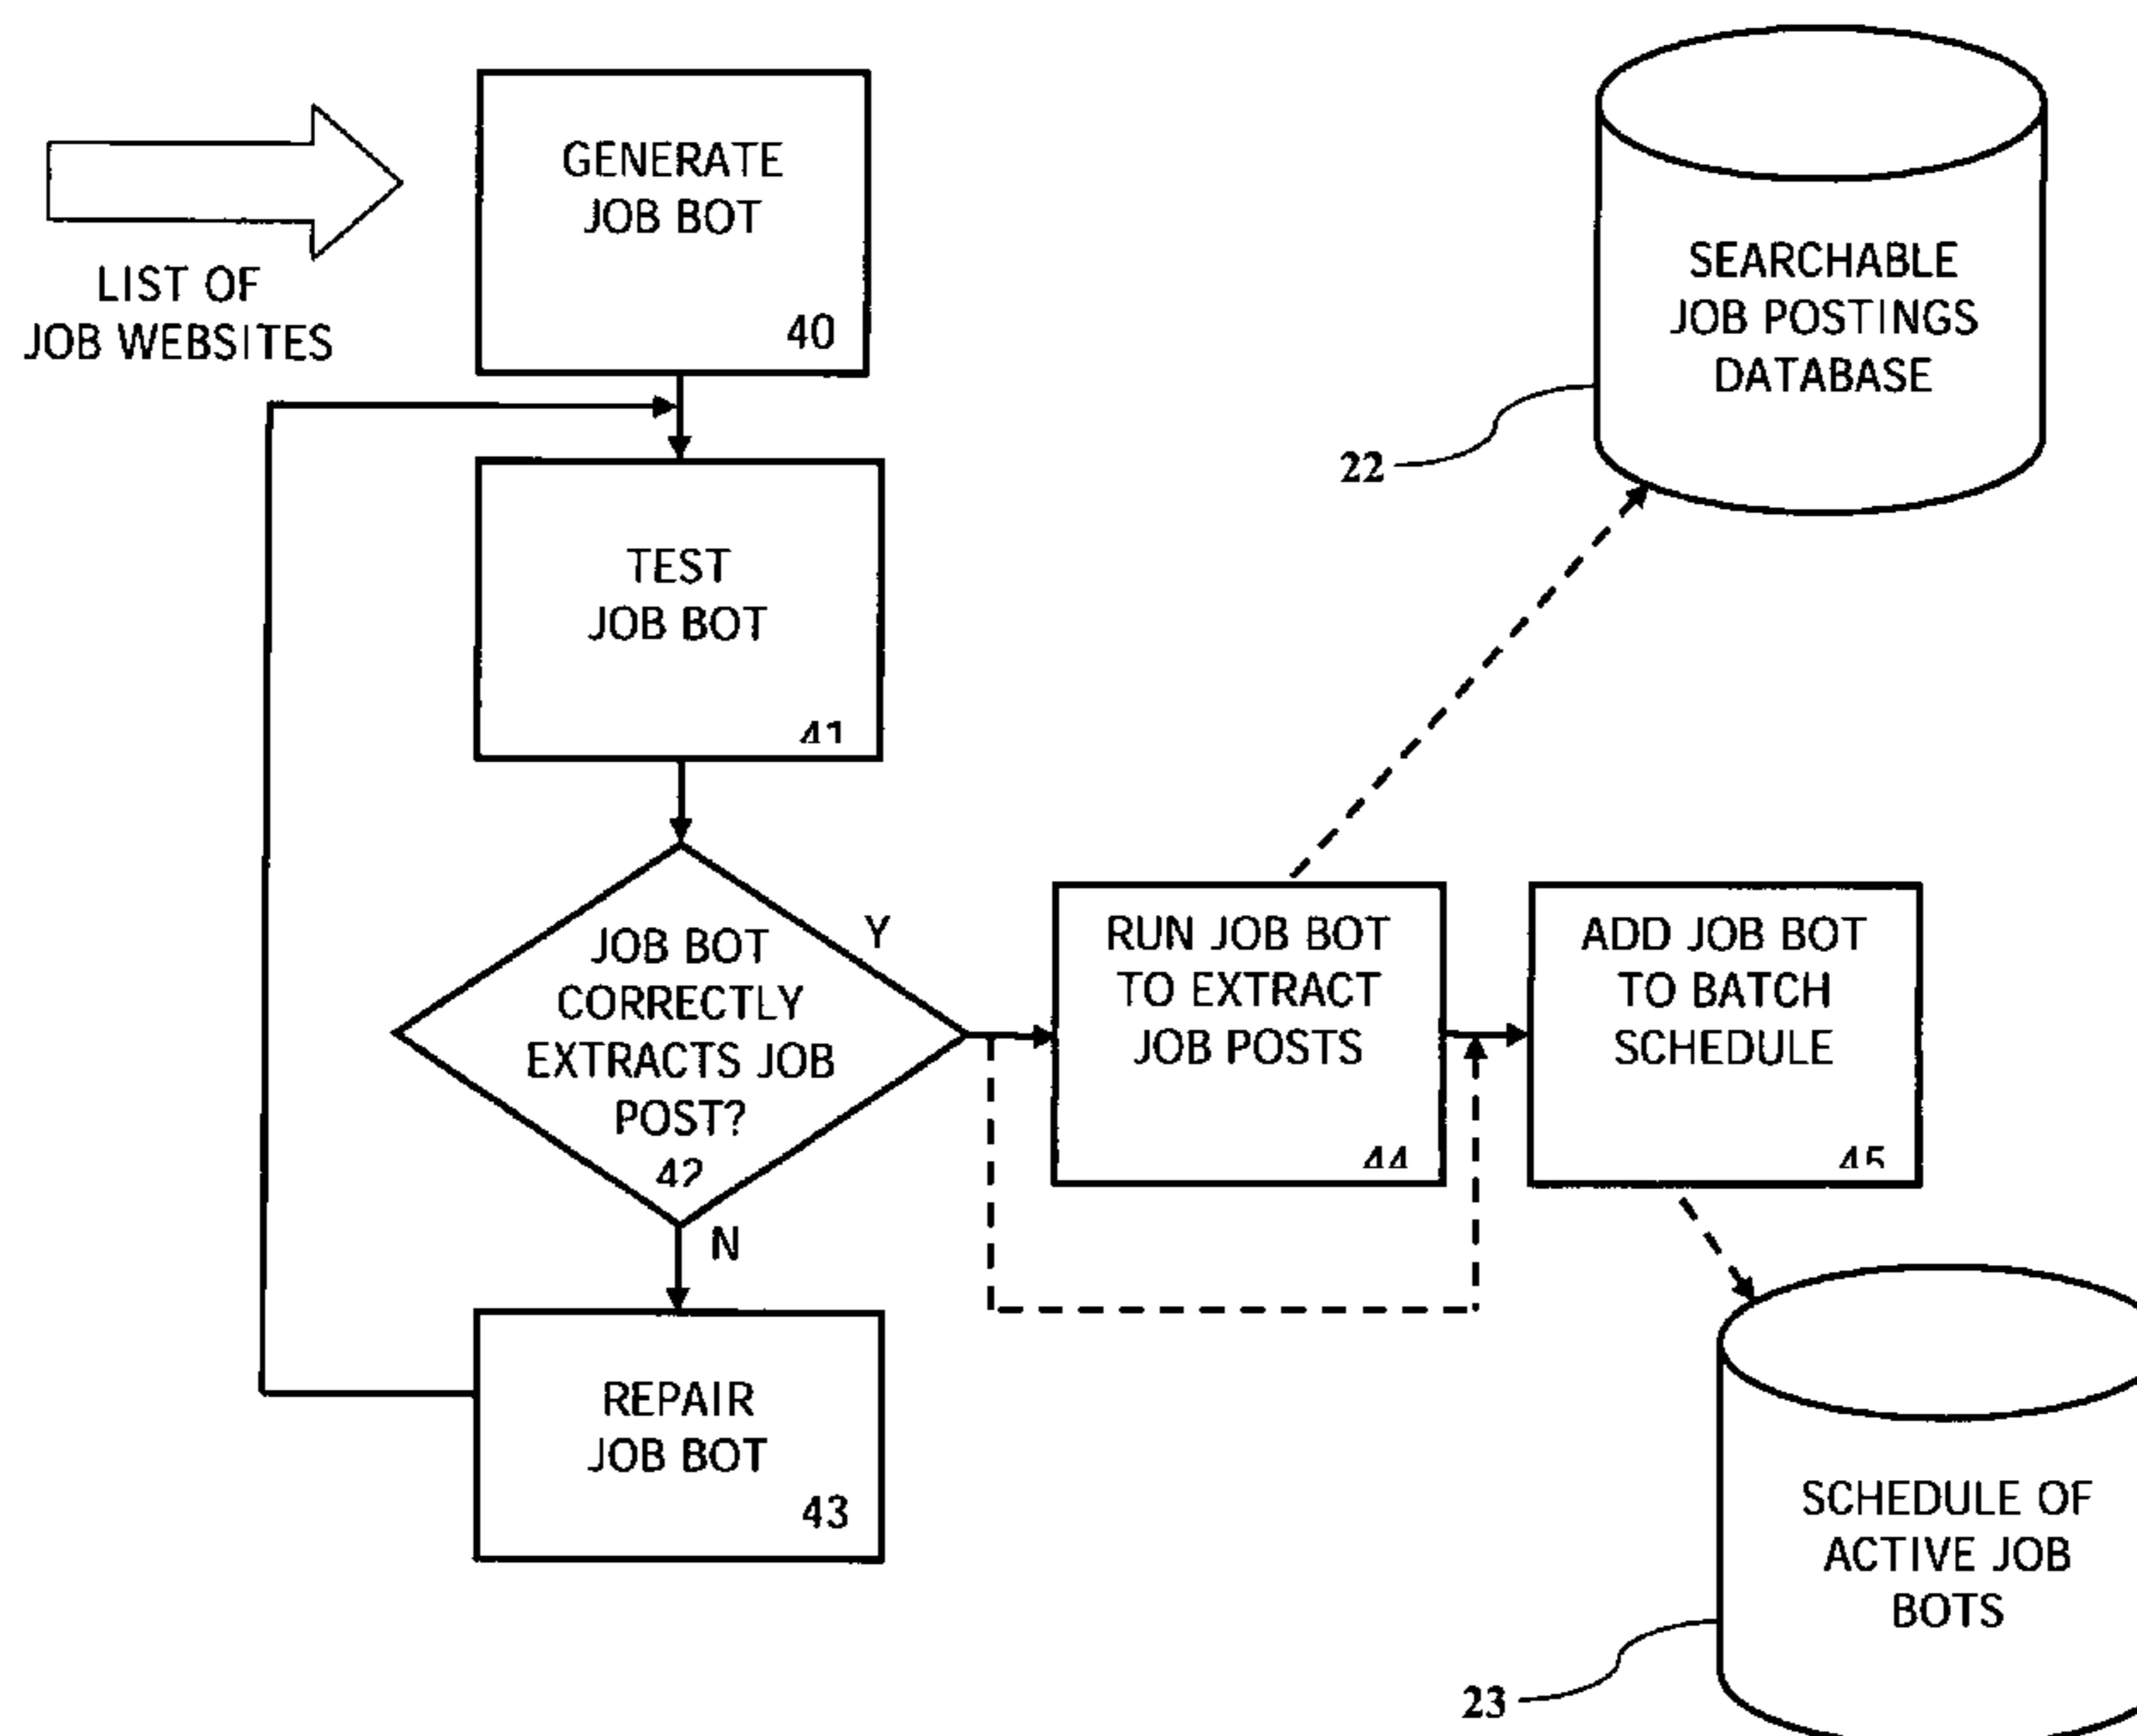 GENERATE
JOB BOT
40
LIST OF
JOB WEBSITES
SEARCHABLE
JOB POSTINGS
DATABASE
22
TEST
JOB BOT
41
JOB BOT
CORRECTLY
EXTRACTS JOB
POST?
42
Y
N
RUN JOB BOT
TO EXTRACT
JOB POSTS
44
ADD JOB BOT
TO BATCH
SCHEDULE
45
REPAIR
JOB BOT
43
SCHEDULE OF
ACTIVE JOB
BOTS
23